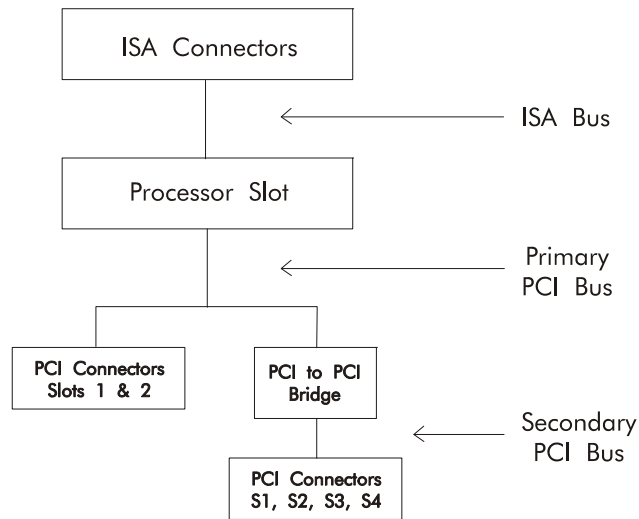 ISA Connectors
ISA Bus
Processor Slot
Primary
PCI Bus
PCI Connectors
Slots 1 & 2
PCI to PCI
Bridge
Secondary
PCI Bus
PCI Connectors
S1, S2, S3, S4